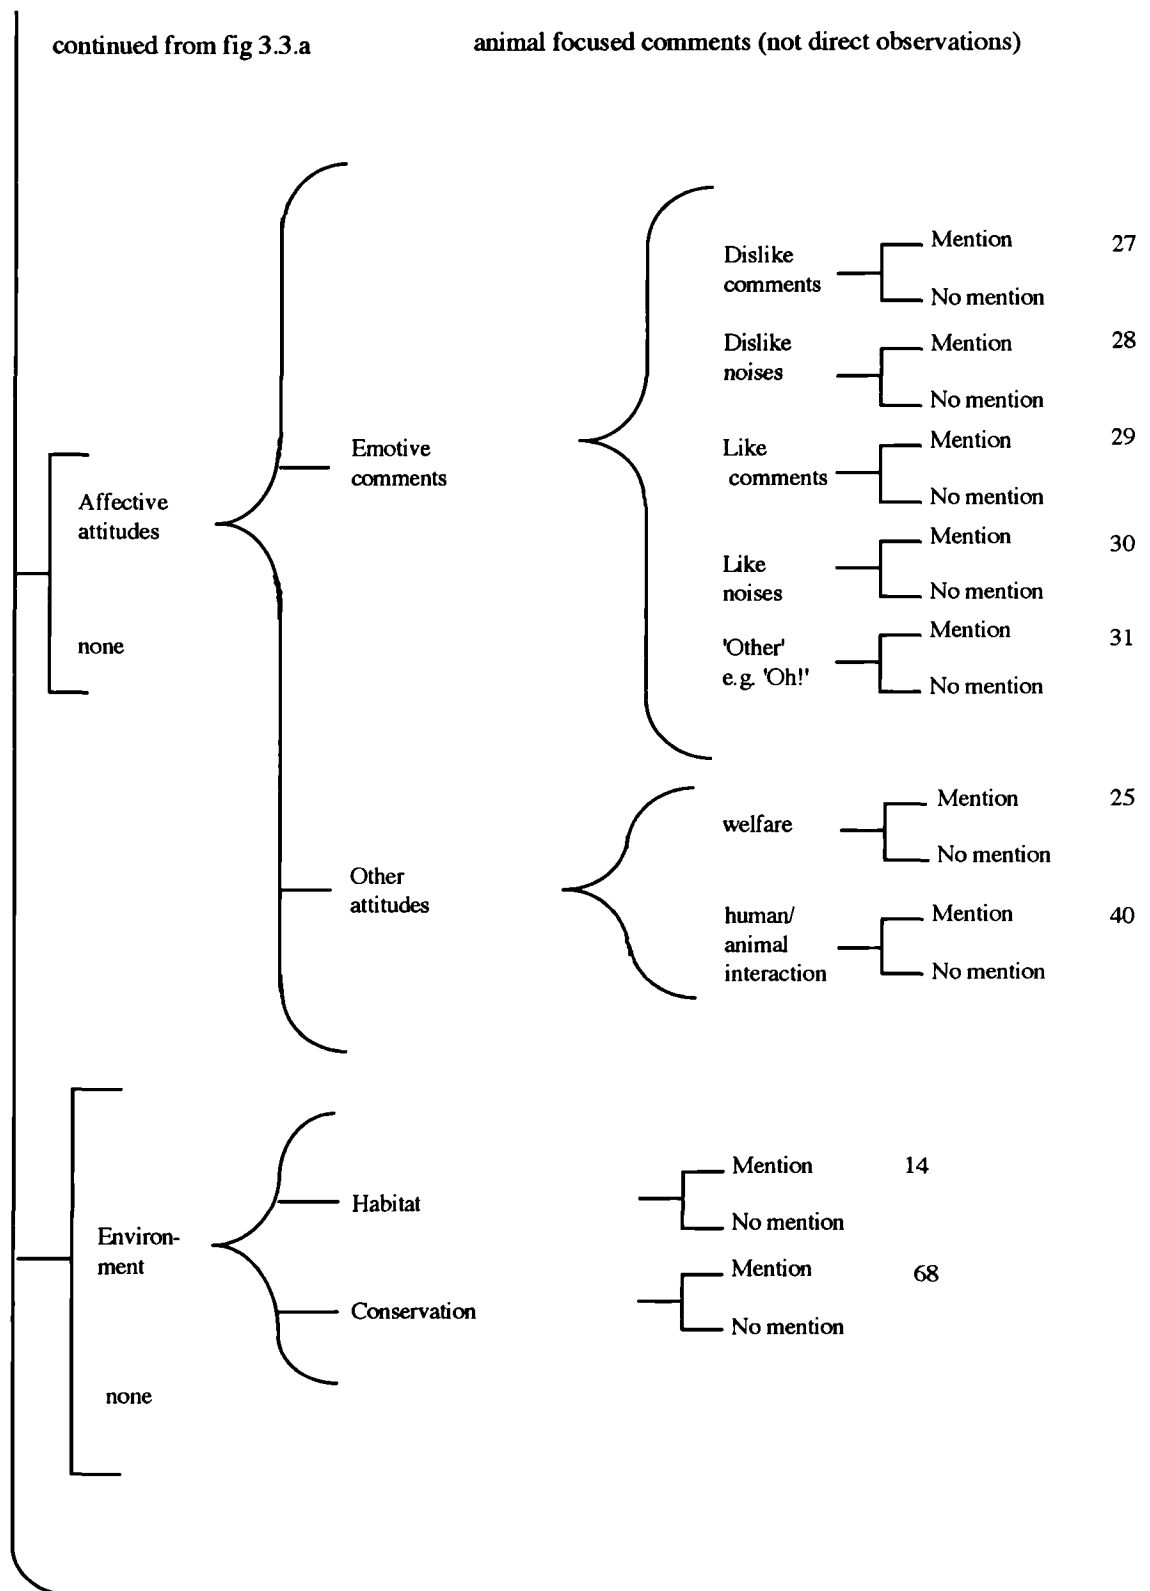 continued from fig 3.3.a
animal focused comments (not direct observations)
Affective
attitudes
none
Emotive
comments
Dislike
comments
Mention
27
No mention
Dislike
noises
Mention
28
No mention
Like
comments
Mention
29
No mention
Like
noises
Mention
30
No mention
'Other'
e.g. 'Oh!'
Mention
31
No mention
Other
attitudes
welfare
Mention
25
No mention
human/
animal
interaction
Mention
40
No mention
Environ-
ment
none
Habitat
Mention
14
No mention
Conservation
Mention
68
No mention